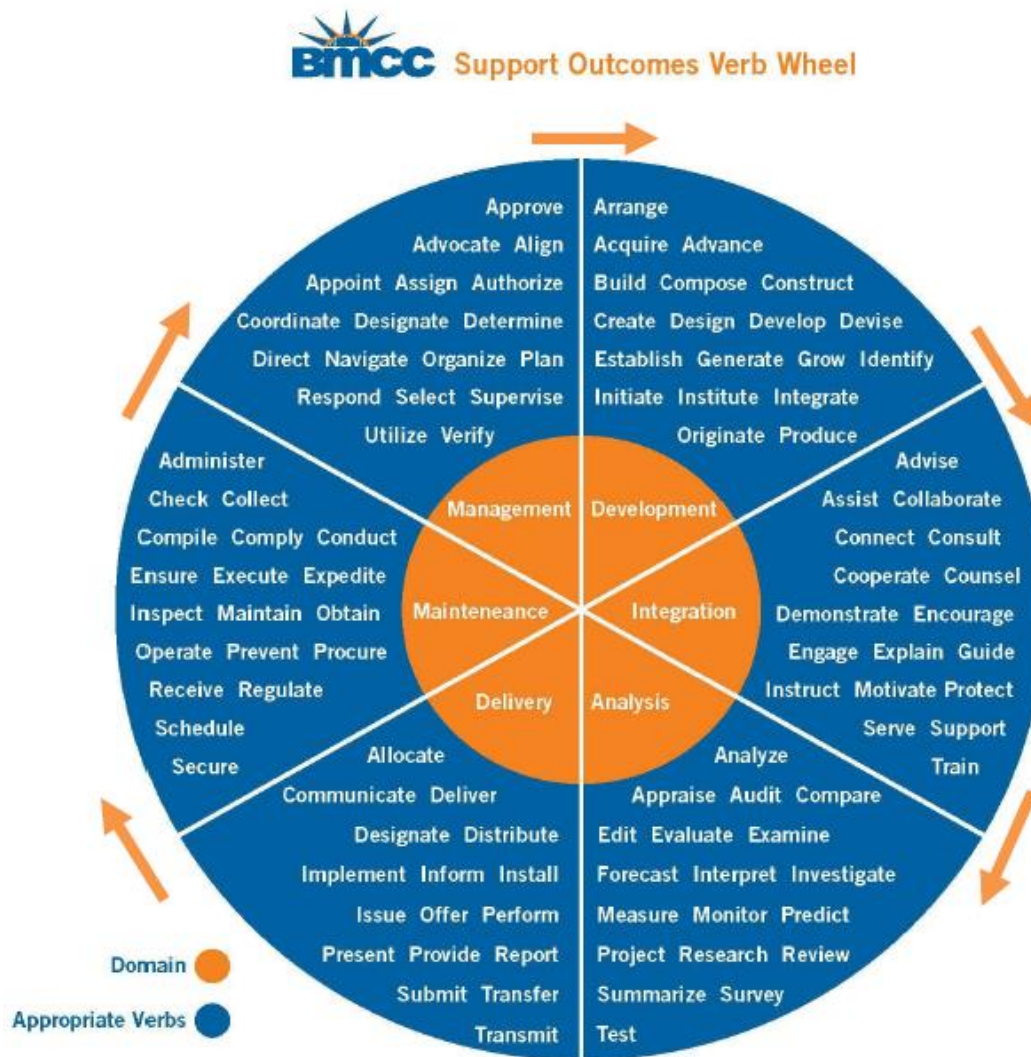 BMCC Support Outcomes Verb Wheel
Approve
Advocate Align
Appoint Assign Authorize
Coordinate Designate Determine
Direct Navigate Organize Plan
Respond Select Supervise
Utilize Verify
Management
Arrange
Acquire Advance
Build Compose Construct
Create Design Develop Devise
Establish Generate Grow Identify
Initiate Institute Integrate
Originate Produce
Development
Advise
Assist Collaborate
Connect Consult
Cooperate Counsel
Demonstrate Encourage
Engage Explain Guide
Instruct Motivate Protect
Serve Support
Train
Integration
Analysis
Analyze
Appraise Audit Compare
Edit Evaluate Examine
Forecast Interpret Investigate
Measure Monitor Predict
Project Research Review
Summarize Survey
Test
Delivery
Allocate
Communicate Deliver
Designate Distribute
Implement Inform Install
Issue Offer Perform
Present Provide Report
Submit Transfer
Transmit
Administer
Check Collect
Compile Comply Conduct
Ensure Execute Expedite
Inspect Maintain Obtain
Operate Prevent Procure
Receive Regulate
Schedule
Secure
Mainteneance
Domain
Appropriate Verbs